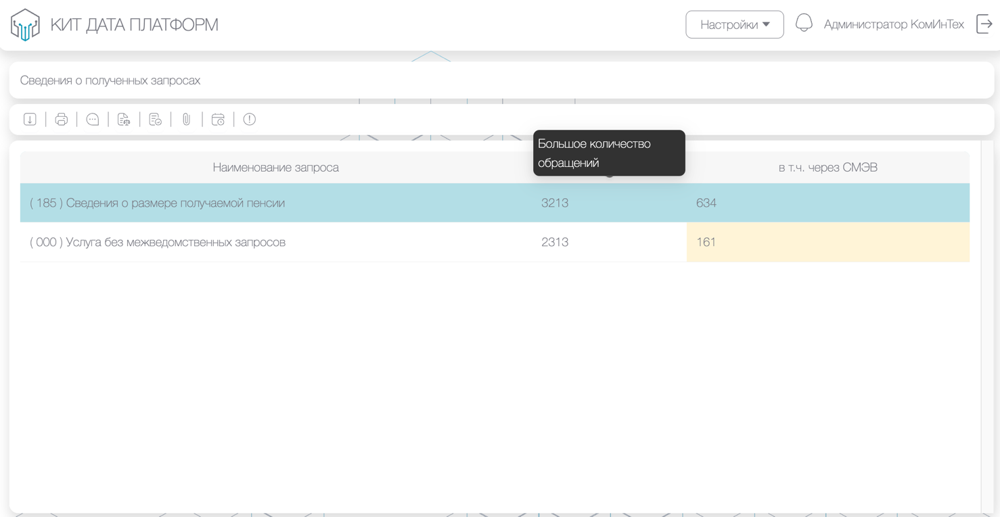 КИТ ДАТА ПЛАТФОРМ
Настройки
Администратор КомИнТех
Сведения о полученных запросах
Большое количество
обращений
Наименование запроса
в т.ч. через СМЭВ
( 185 ) Сведения о размере получаемой пенсии
3213
634
( 000 ) Услуга без межведомственных запросов
2313
161